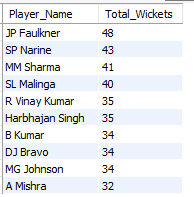 Player_Name Total_Wickets
JP Faulkner 48
SP Narine 43
MM Sharma 41
SL Malinga 40
R Vinay Kumar 35
Harbhajan Singh 35
B Kumar 34
DJ Bravo 34
MG Johnson 34
A Mishra 32